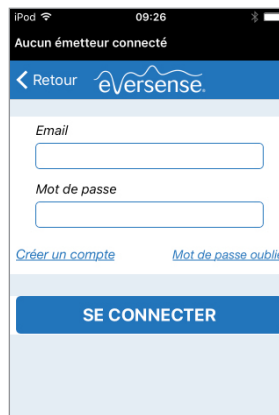 iPod 09:26
Aucun émetteur connecté
Retour eversense.
Email
Mot de passe
Créer un compte Mot de passe oublié
SE CONNECTER